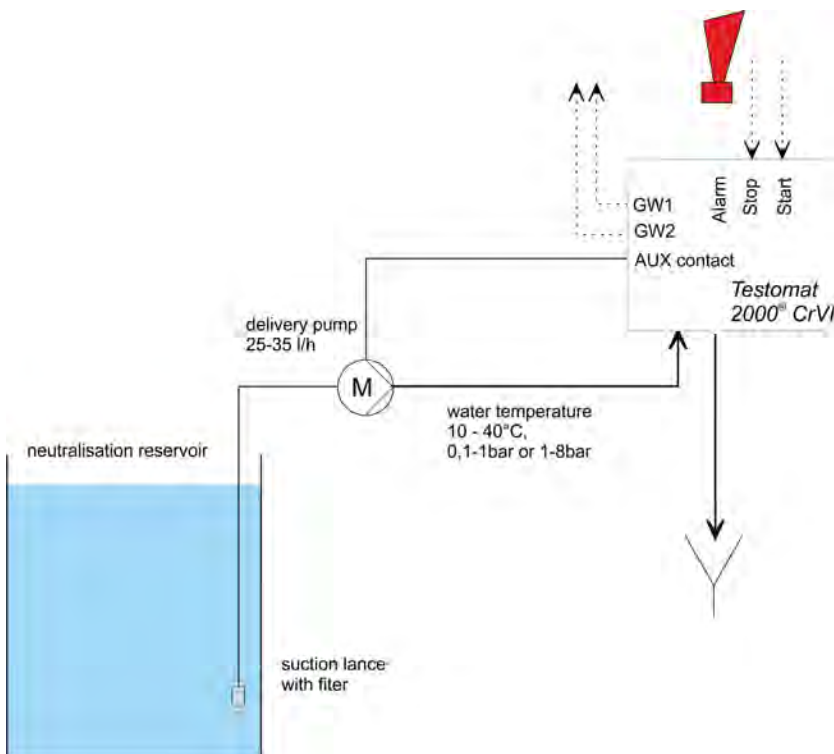 Alarm
Stop
Start
GW1
GW2
AUX contact
Testomat
2000® CrVI
delivery pump
25-35 l/h
M
water temperature
10 - 40°C,
0,1-1bar or 1-8bar
neutralisation reservoir
suction lance
with fiter